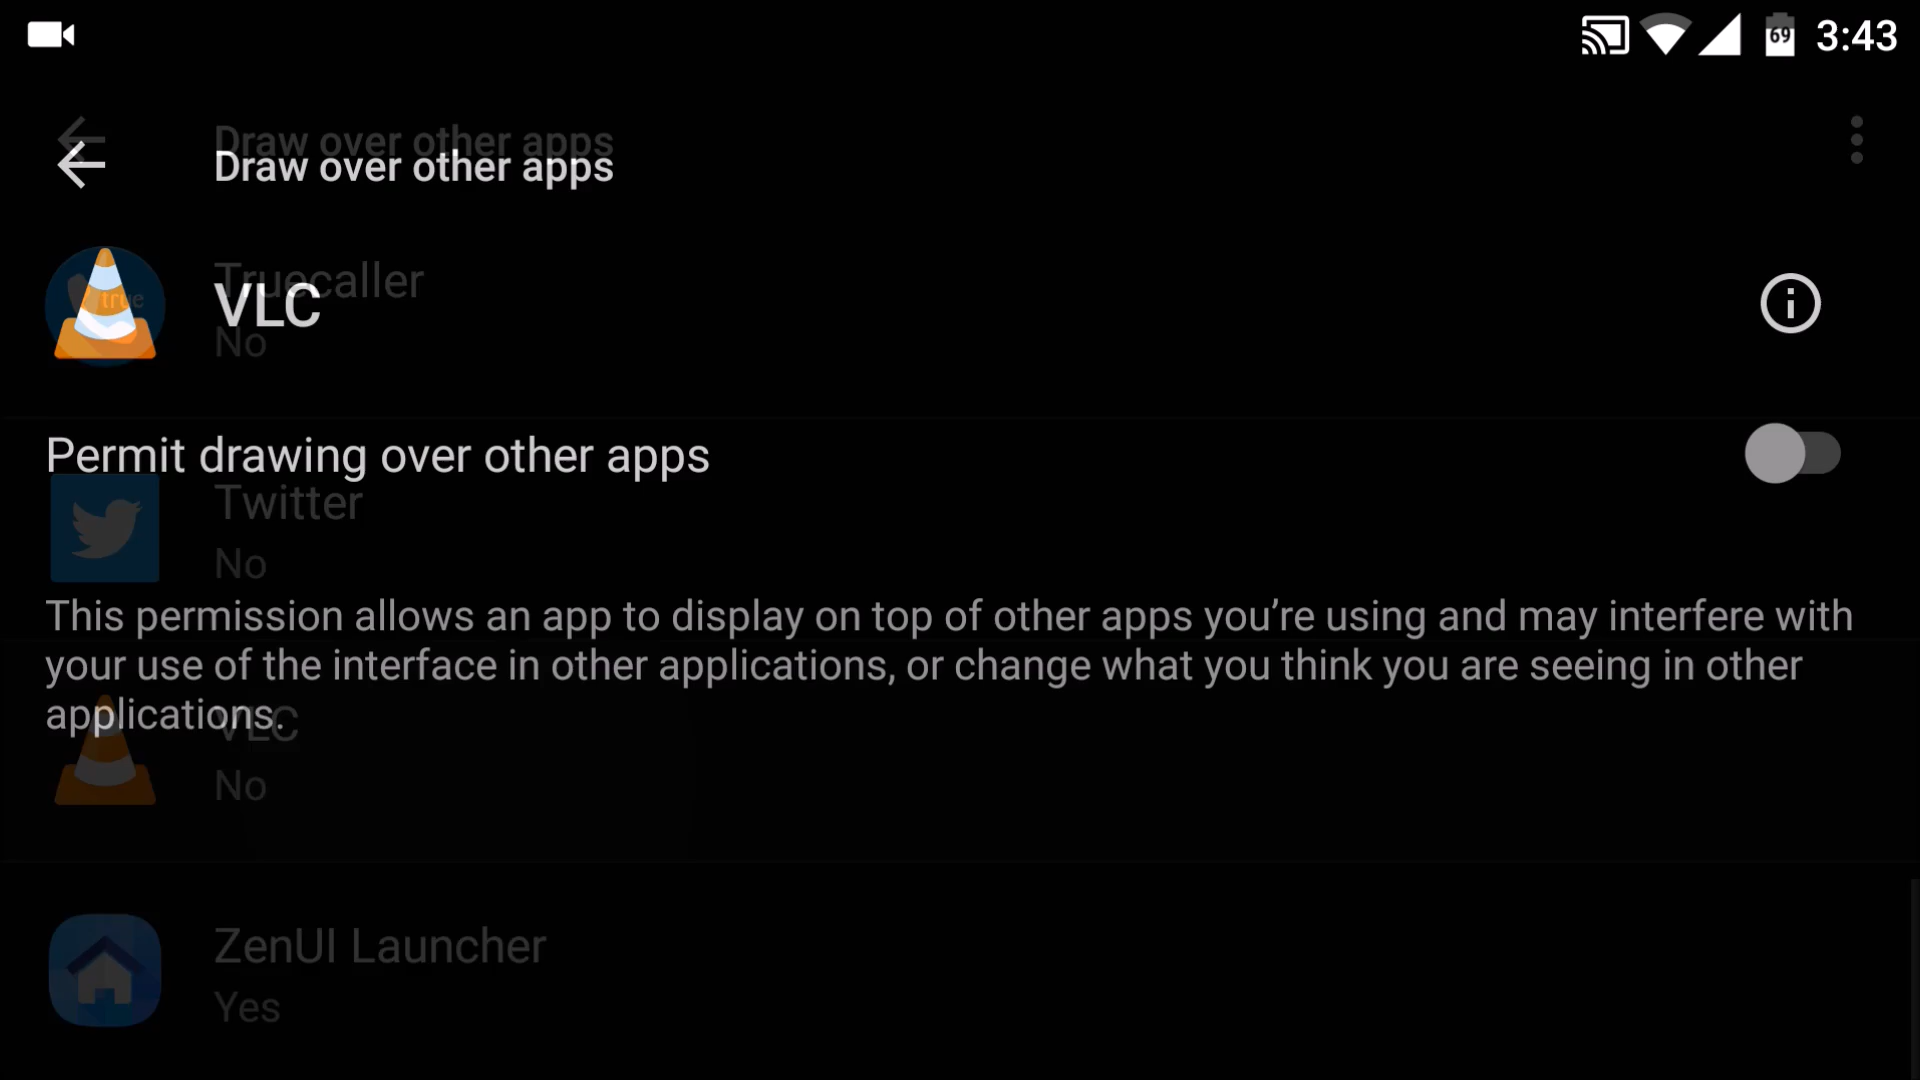 69 3:43
Draw over other apps
Draw over other apps
Truecaller
true
VLC
No
Permit drawing over other apps
Twitter
No
This permission allows an app to display on top of other apps you’re using and may interfere with
your use of the interface in other applications, or change what you think you are seeing in other
applications.
VLC
No
ZenUI Launcher
Yes